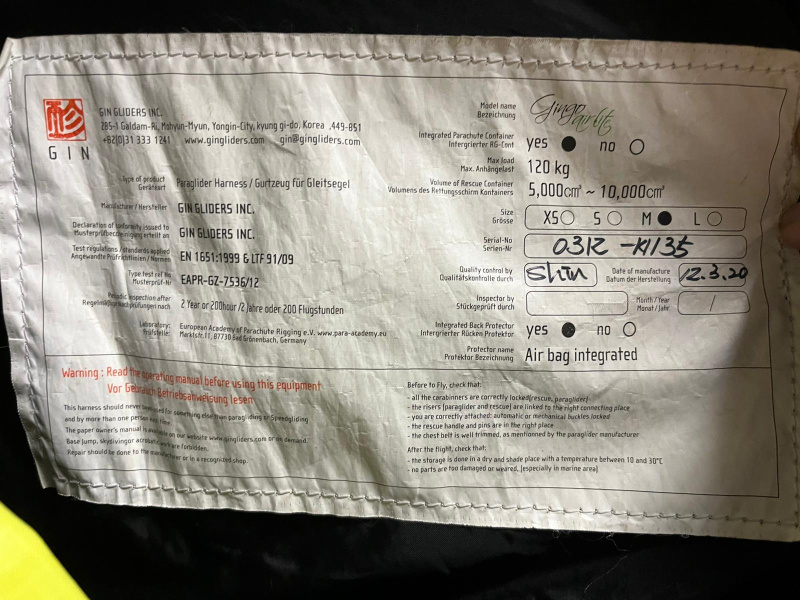 GIN
GIN GLIDERS INC.
285-1 Galdam-Ri, Mohyun-Myun, Yongin-City, kyung gi-do, Korea ,449-851
+82(0)31 333 1241 www.gingliders.com gin@gingliders.com
Type of product
Gerätart
Paraglider Harness / Gurtzeug für Gleitsegel
Manufacturer / Hersteller
GIN GLIDERS INC.
Declaration of conformity issued to
Musterprüfbescheinigung erteilt an
GIN GLIDERS INC.
Test regulations / standards applied
Angewandte Prüfrichtlinien / Normen
EN 1651:1999 & LTF 91/09
Type test ref No
Musterprüf-Nr
EAPR-GZ-7536/12
Periodic inspection after
Regelmäßige nach
2 Year or 200hour /2 Jahre oder 200 Flugstunden
Laboratory:
Prüfstelle:
European Academy of Parachute Rigging e.V. www.para-academy.eu
Marktstr.11, 87730 Bad Grönenbach, Germany
Model name
Bezeichnung
Gingo airlite
Integrated Parachute Container
Intergrierter RG-Cont
yes no
Max load
Max. Anhängelast
120 kg
Volume of Rescue Container
Volumens des Rettungsschirm Kontainers
5,000cm³ ~ 10,000cm³
Size
Grösse
XS S M L
Serial-No
Serien-Nr
0312 -K1135
Quality control by
Qualitätskontrolle durch
Shin
Date of manufacture
Datum der Herstellung
12.3.20
Inspector by
Stückgeprüft durch
Month / Year
Monat / Jahr
/
Integrated Back Protector
Intergrierter Rücken Protektor
yes no
Protector name
Protektor Bezeichnung
Air bag integrated
Warning : Read the operating manual before using this equipment
Vor Gebrauch Betriebsanweisung lesen
This harness should never been used for something else than paragliding or Speedgliding
and by more than one person per time.
The paper owner's manual is available on our website www.gingliders.com or on demand.
Base jump, skydiving or acrobatic work are forbidden.
Repair should be done to the manufacturer or in a recognized shop.
Before to Fly, check that:
- all the carabinners are correctly locked(rescue, paraglider)
- the risers (paraglider and rescue) are linked to the right connecting place
- you are correctly attached: automatic or mechanical buckles locked
- the rescue handle and pins are in the right place
- the chest belt is well trimmed, as mentionned by the paraglider manufacturer
After the flight, check that:
- the storage is done in a dry and shade place with a temperature between 10 and 30°C
- no parts are too damaged or weared, (especially in marine area)